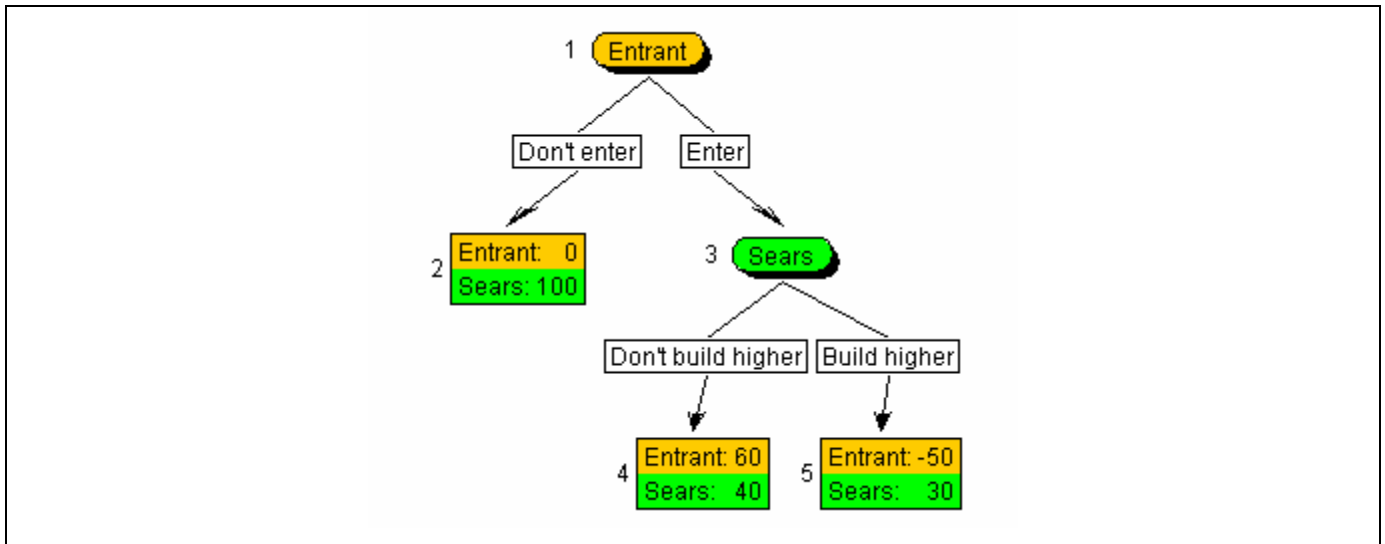 1 Entrant
Don't enter Enter
2 Entrant: 0
Sears: 100
3 Sears
Don't build higher Build higher
4 Entrant: 60
Sears: 40
5 Entrant: -50
Sears: 30